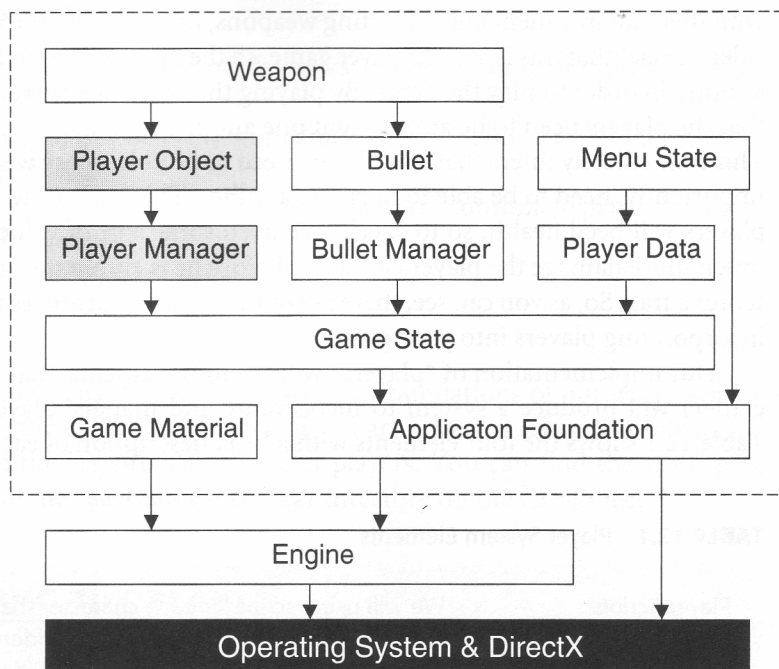 Weapon
Player Object
Bullet
Menu State
Player Manager
Bullet Manager
Player Data
Game State
Game Material
Applicaton Foundation
Engine
Operating System & DirectX